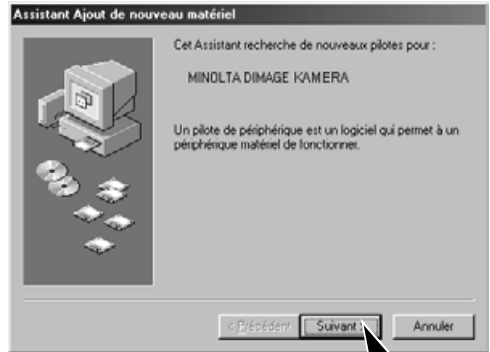 Assistant Ajout de nouveau matériel
Cet Assistant recherche de nouveaux pilotes pour :
MINOLTA DIMAGE KAMERA
Un pilote de périphérique est un logiciel qui permet à un
périphérique matériel de fonctionner.
< Précédent
Suivant >
Annuler